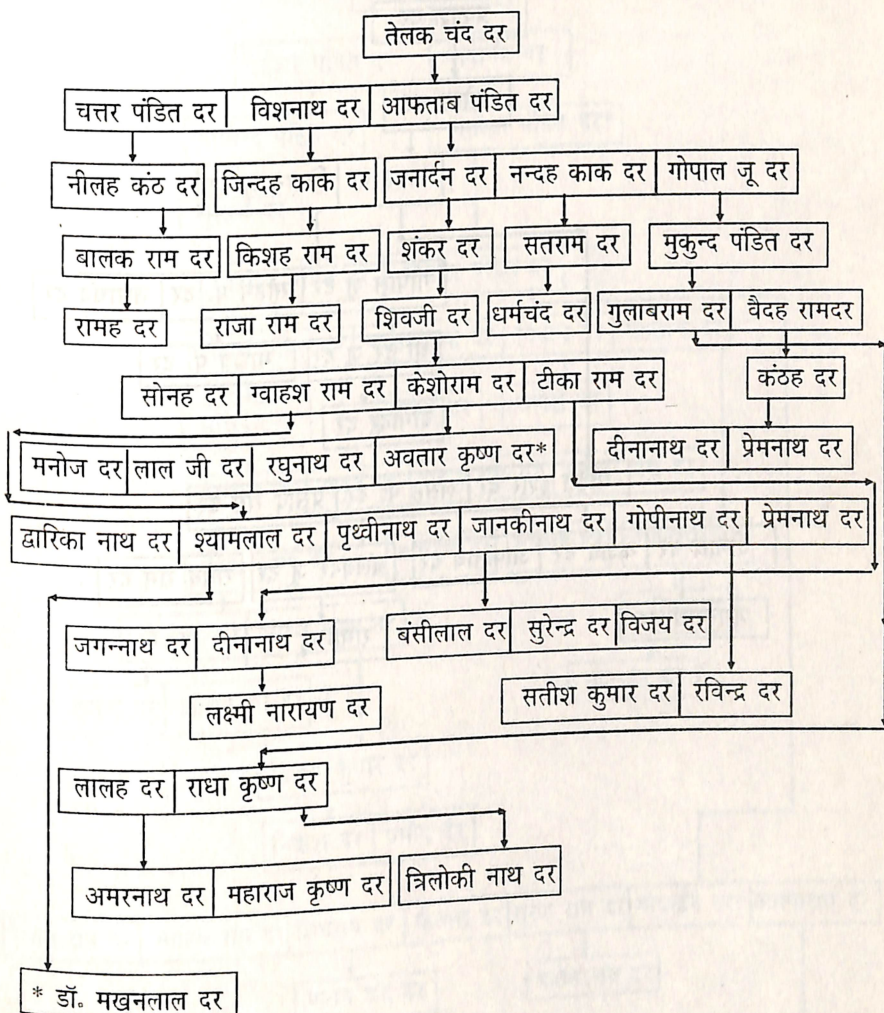 तेलक चंद दर
चत्तर पंडित दर विशनाथ दर आफताब पंडित दर
नीलह कंठ दर जिन्दह काक दर जनार्दन दर नन्दह काक दर गोपाल जू दर
बालक राम दर किशह राम दर शंकर दर सतराम दर मुकुन्द पंडित दर
रामह दर राजा राम दर शिवजी दर धर्मचंद दर गुलाबराम दर वैदह रामदर
सोनह दर ग्वाहश राम दर केशोराम दर टीका राम दर कंठह दर
मनोज दर लाल जी दर रघुनाथ दर अवतार कृष्ण दर* दीनानाथ दर प्रेमनाथ दर
द्वारिका नाथ दर श्यामलाल दर पृथ्वीनाथ दर जानकीनाथ दर गोपीनाथ दर प्रेमनाथ दर
जगन्नाथ दर दीनानाथ दर बंसीलाल दर सुरेन्द्र दर विजय दर
लक्ष्मी नारायण दर सतीश कुमार दर रविन्द्र दर
लालह दर राधा कृष्ण दर
अमरनाथ दर महाराज कृष्ण दर त्रिलोकी नाथ दर
* डॉ० मखनलाल दर